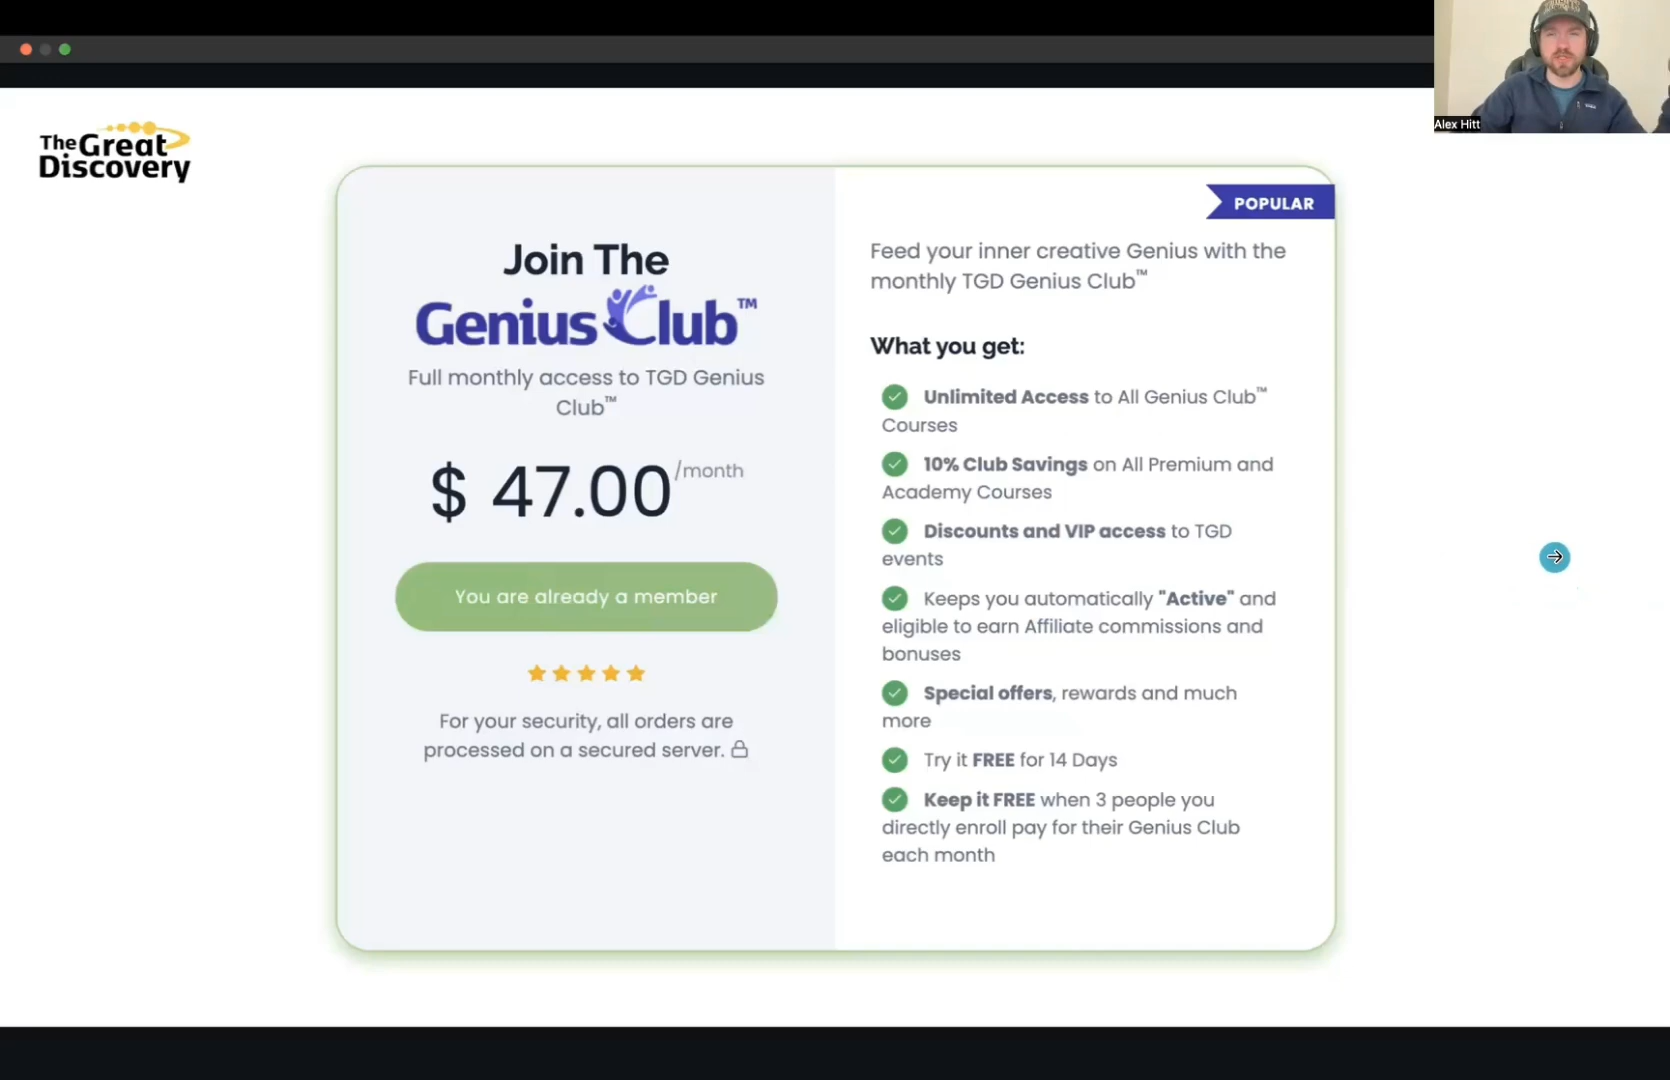 Alex Hitt
The Great
Discovery
Join The
Genius Club™
Full monthly access to TGD Genius
Club™
$ 47.00 /month
You are already a member
For your security, all orders are
processed on a secured server.
POPULAR
Feed your inner creative Genius with the
monthly TGD Genius Club™
What you get:
Unlimited Access to All Genius Club™
Courses
10% Club Savings on All Premium and
Academy Courses
Discounts and VIP access to TGD
events
Keeps you automatically "Active" and
eligible to earn Affiliate commissions and
bonuses
Special offers, rewards and much
more
Try it FREE for 14 Days
Keep it FREE when 3 people you
directly enroll pay for their Genius Club
each month